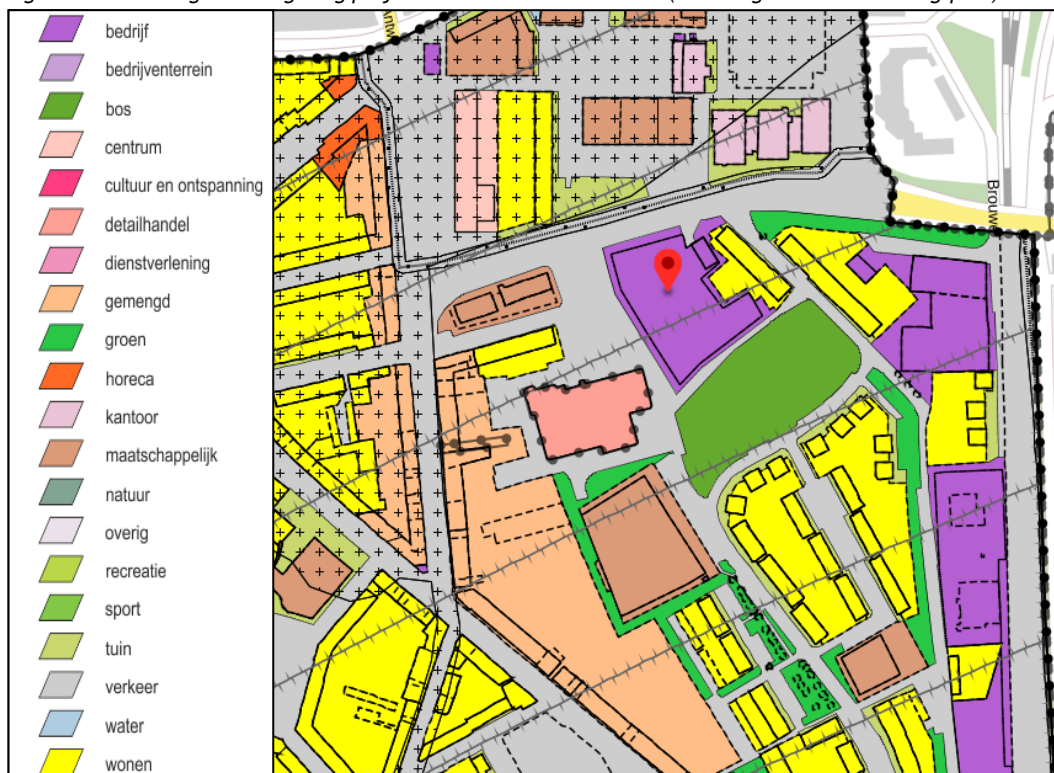 bedrijf
bedrijventerrein
bos
centrum
cultuur en ontspanning
detailhandel
dienstverlening
gemengd
groen
horeca
kantoor
maatschappelijk
natuur
overig
recreatie
sport
tuin
verkeer
water
wonen
Brouw